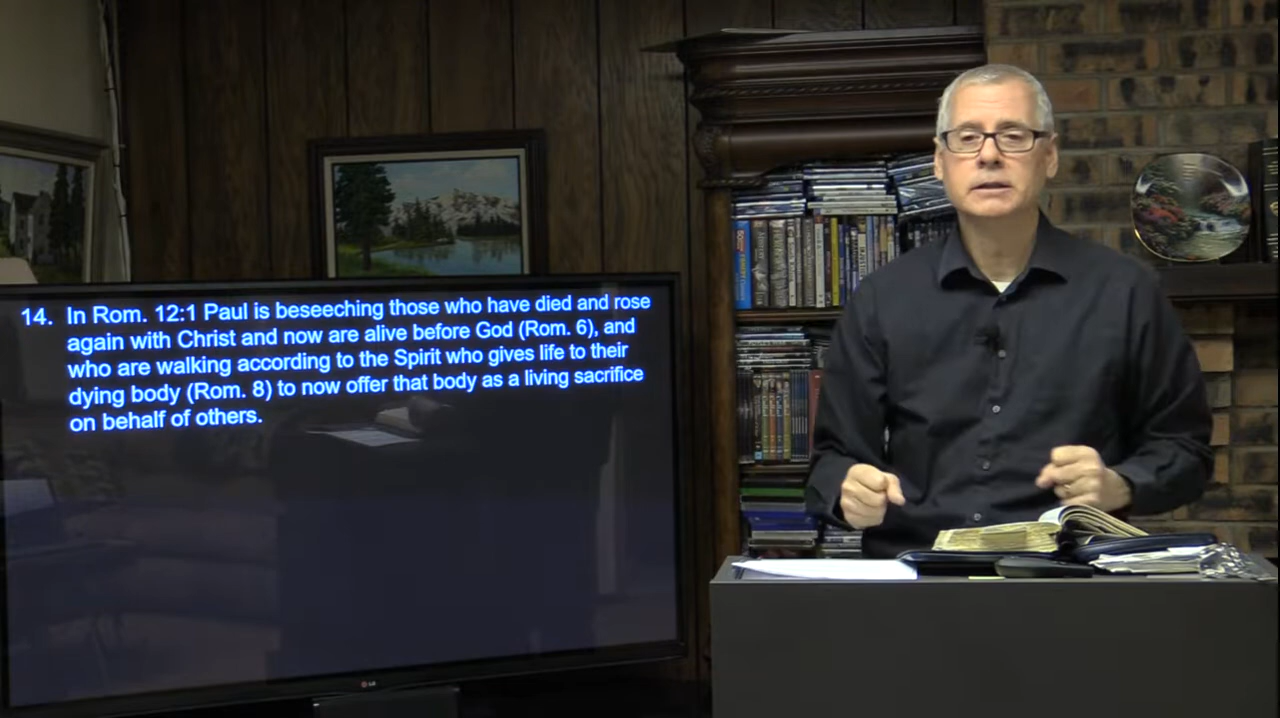 14. In Rom. 12:1 Paul is beseeching those who have died and rose
again with Christ and now are alive before God (Rom. 6), and
who are walking according to the Spirit who gives life to their
dying body (Rom. 8) to now offer that body as a living sacrifice
on behalf of others.
LG